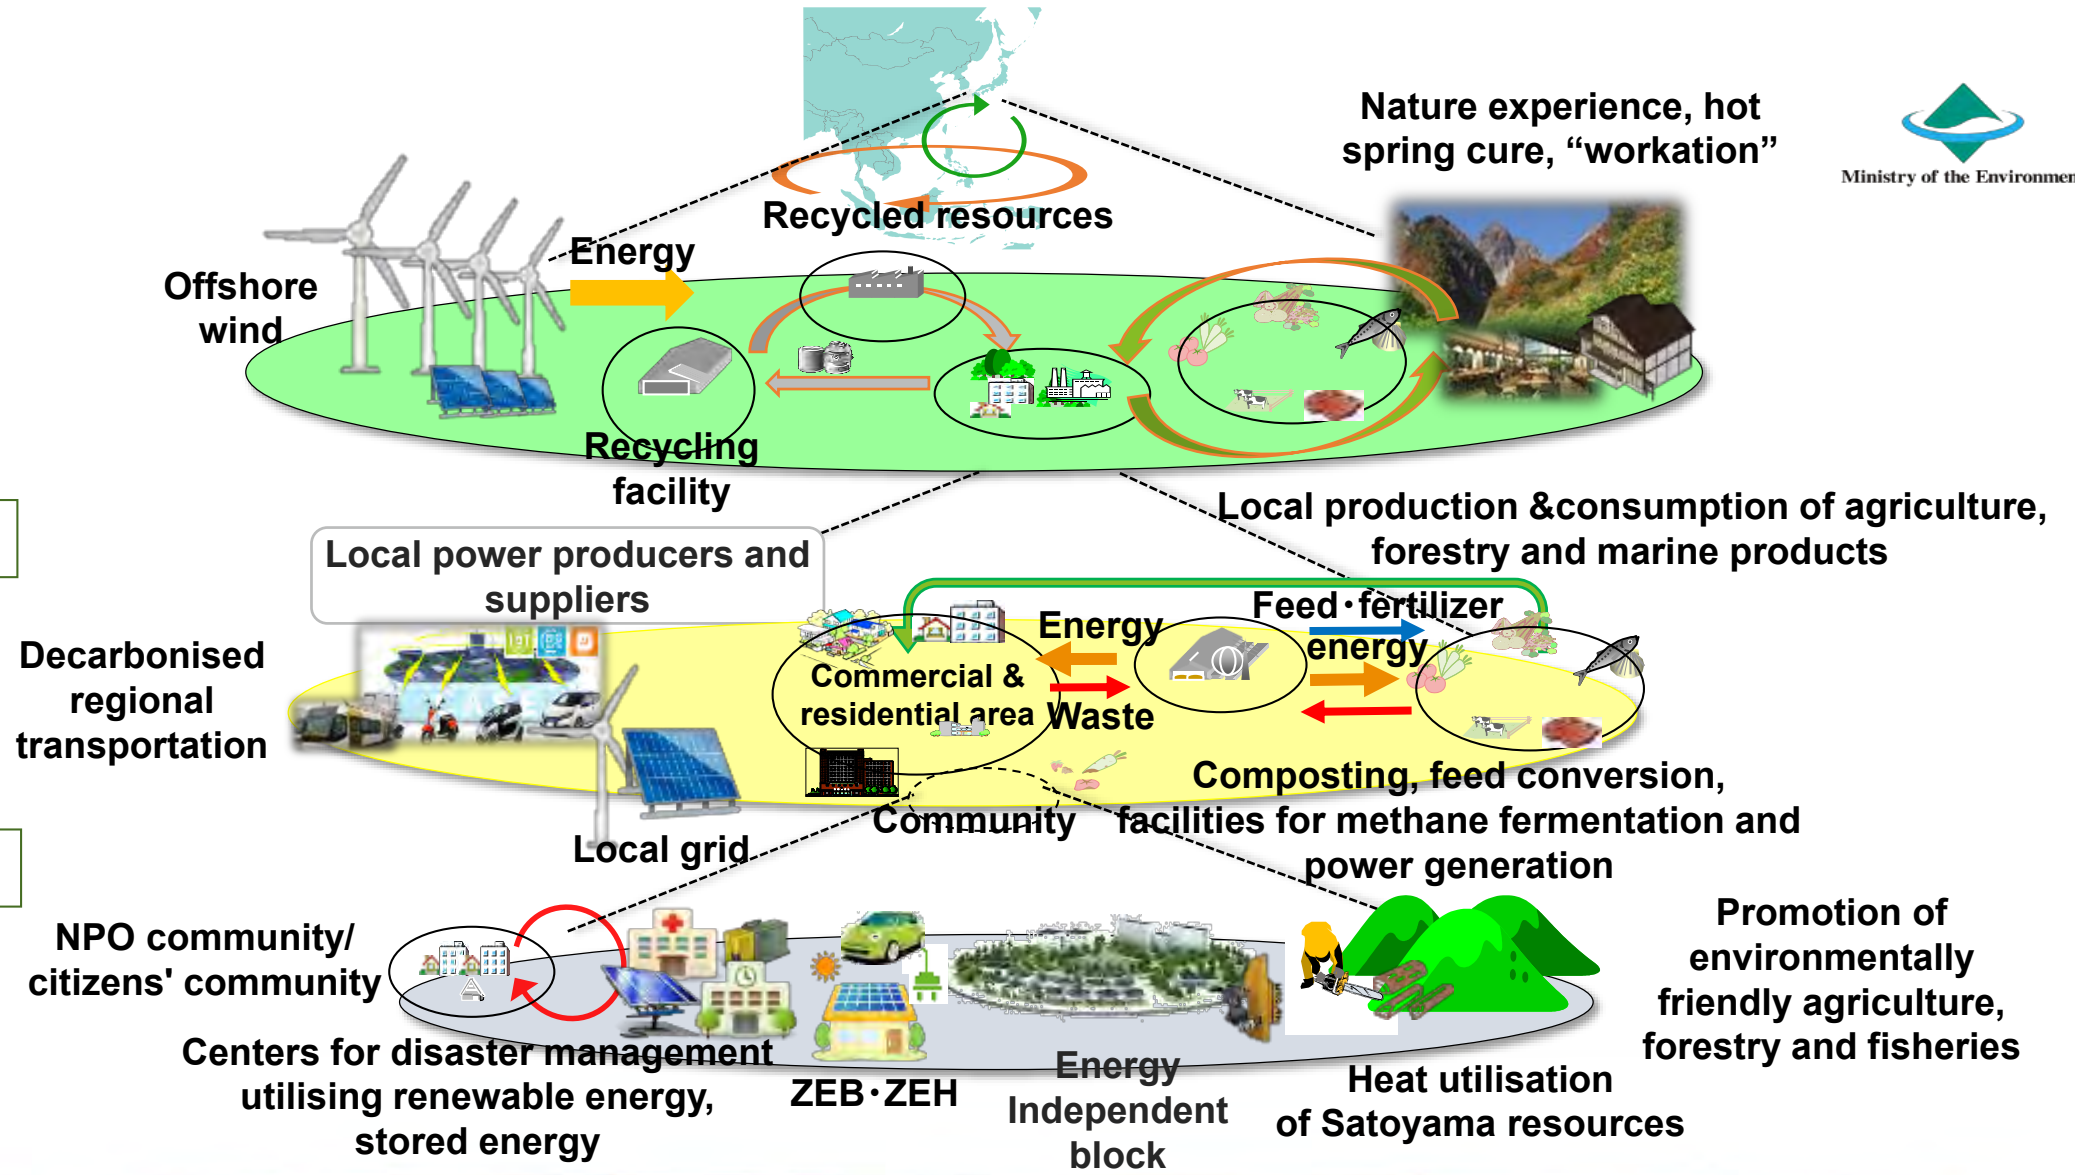 Nature experience, hot
spring cure, “workation”
Ministry of the Environmen
Recycled resources
Energy
Offshore
wind
Recycling
facility
Local production &consumption of agriculture,
forestry and marine products
Local power producers and
suppliers
Feed・fertilizer
Energy
energy
Decarbonised
regional
transportation
Commercial &
residential area
Waste
Composting, feed conversion,
facilities for methane fermentation and
power generation
Community
Local grid
NPO community/
citizens' community
Promotion of
environmentally
friendly agriculture,
forestry and fisheries
Centers for disaster management
utilising renewable energy,
stored energy
ZEB・ZEH
Energy
Independent
block
Heat utilisation
of Satoyama resources